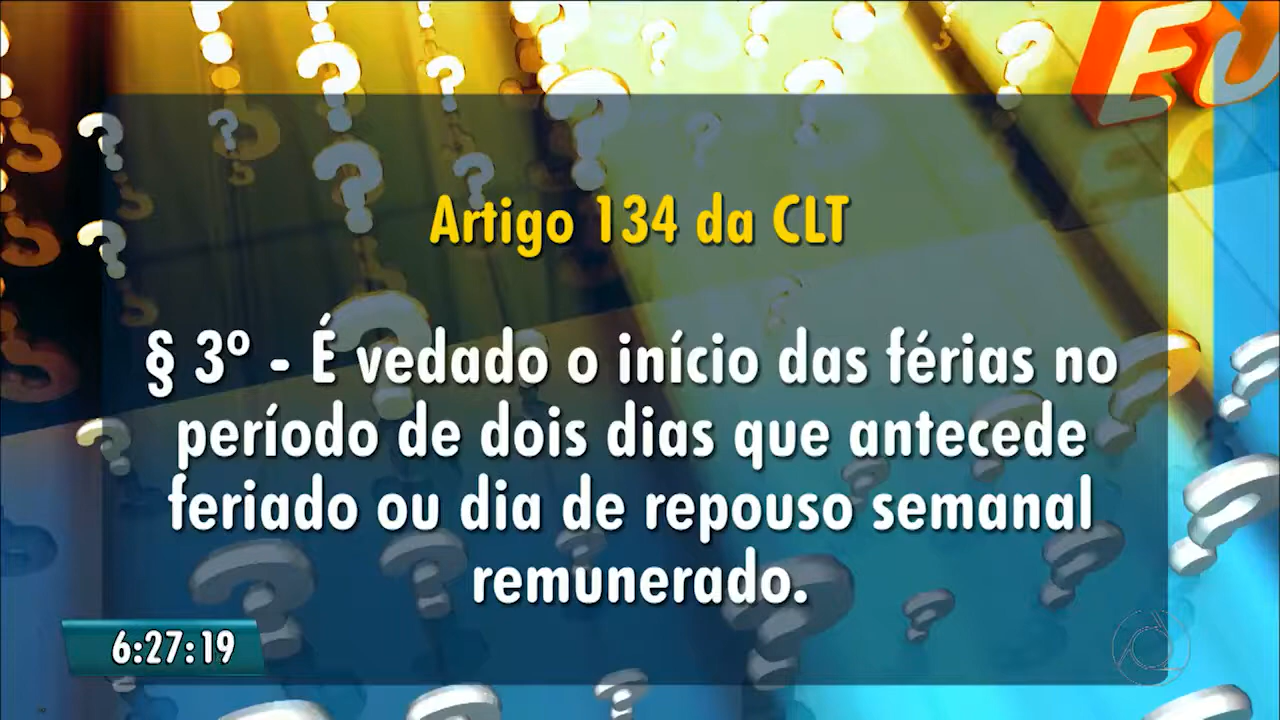 EU
Artigo 134 da CLT
§ 3º - É vedado o início das férias no
período de dois dias que antecede
feriado ou dia de repouso semanal
remunerado.
6:27:19